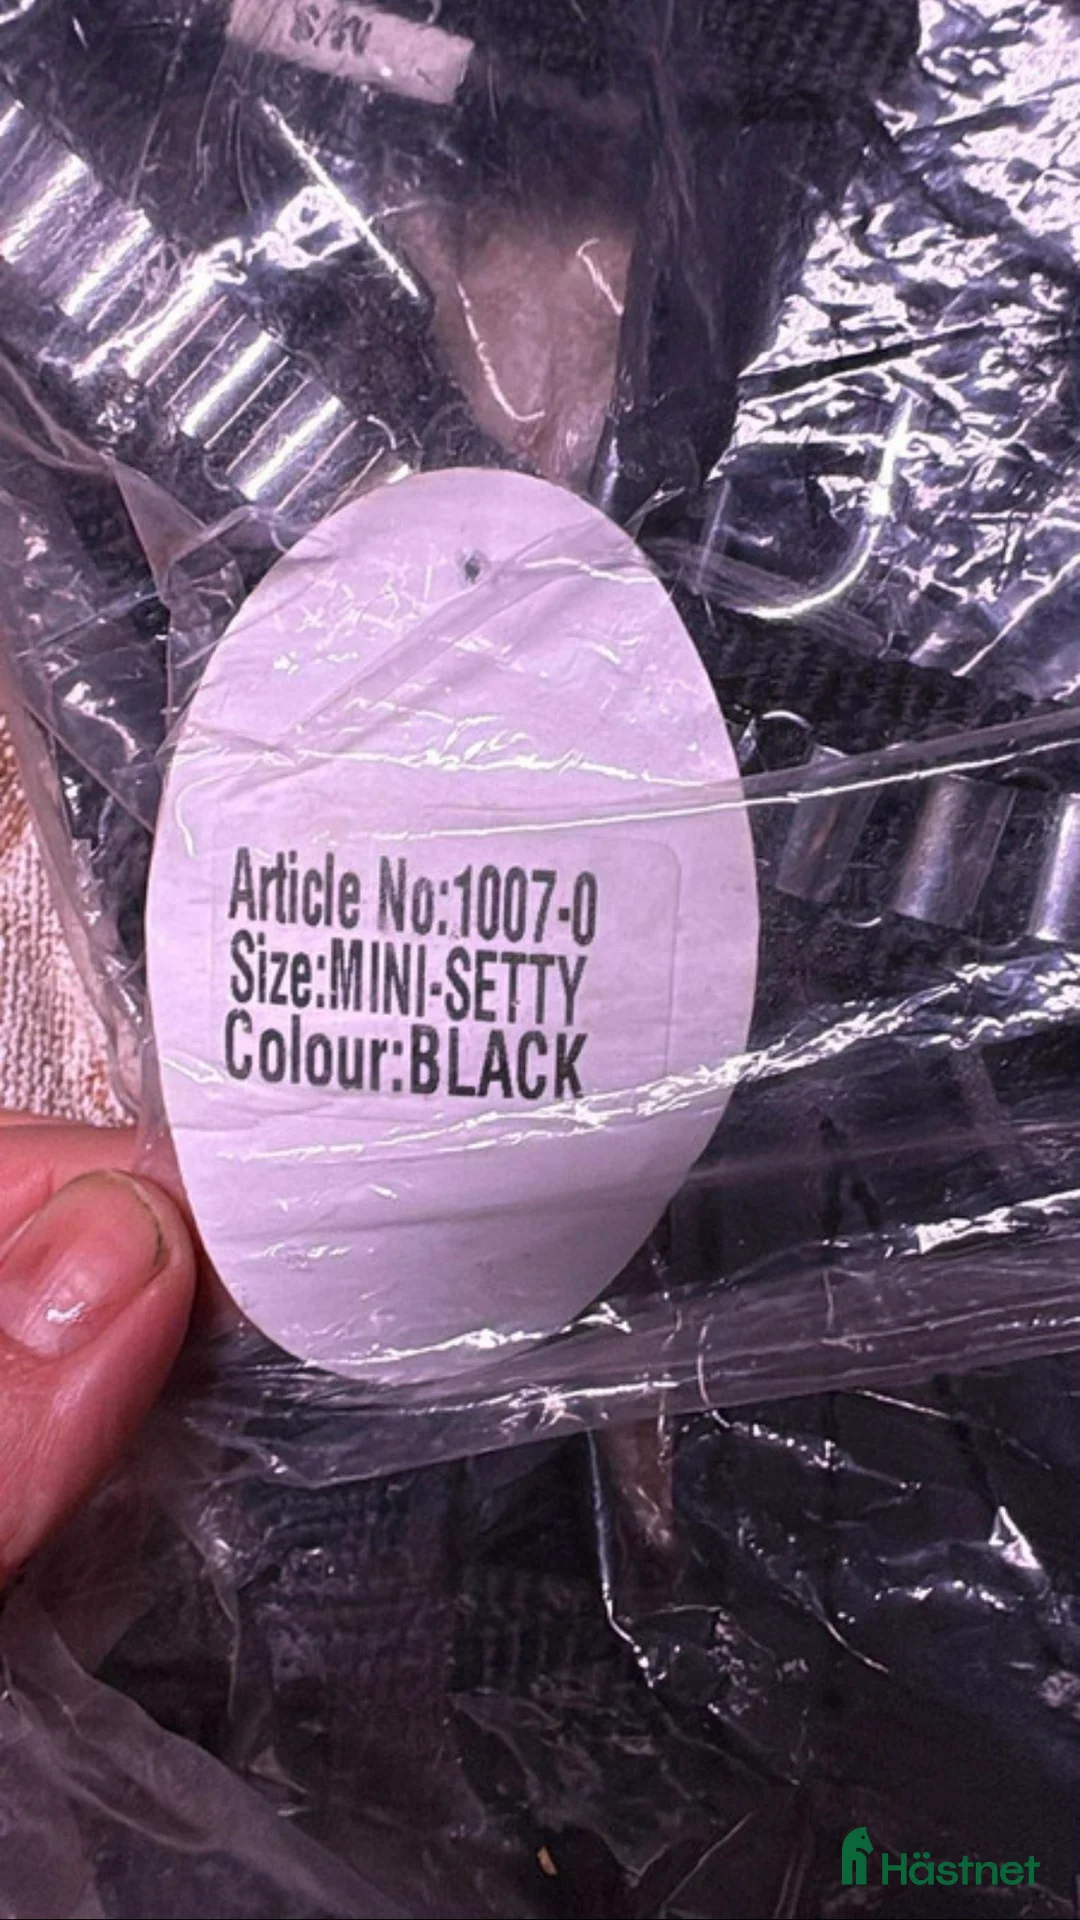 M/S
Article No:1007-0
Size:MINI-SETTY
Colour:BLACK
Hästnet